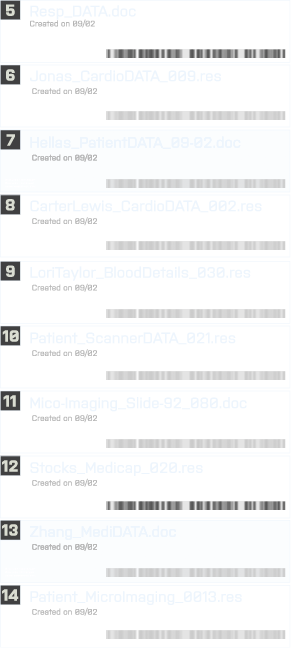 5 Resp_DATA.doc
Created on 09/02
6 Jonas_CardioDATA_009.res
Created on 09/02
7 Hellas_PatientDATA_08-02.doc
Created on 09/02
8 CarterLewis_CardioDATA_002.res
Created on 09/02
9 LoriTaylor_BloodDetails_030.res
Created on 09/02
10 Patient_ScannerDATA_021.res
Created on 09/02
11 Mico-Imaging_Slide-92_080.doc
Created on 09/02
12 Stocks_Medicap_020.res
Created on 09/02
13 Zhang_MediDATA.doc
Created on 09/02
14 Patient_MicroImaging_0013.res
Created on 09/02